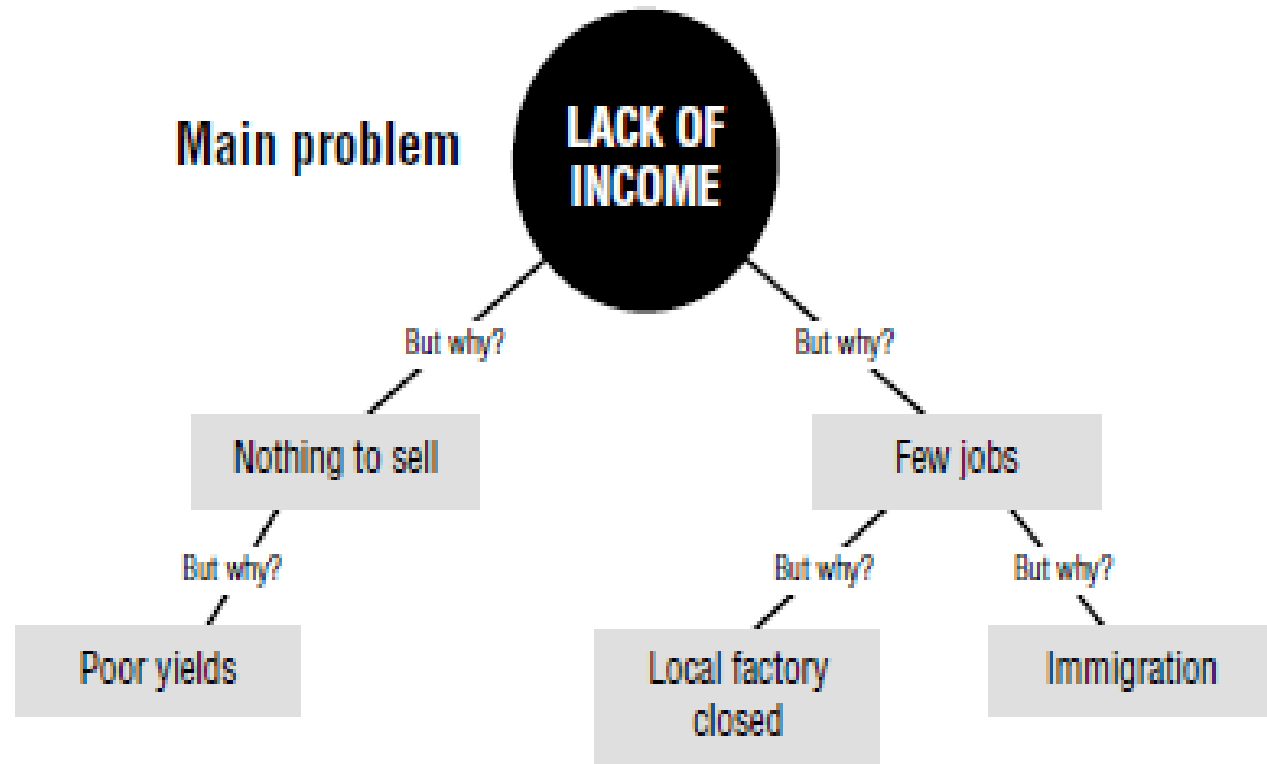 Main problem
LACK OF
INCOME
But why?
But why?
Nothing to sell
Few jobs
But why?
But why?
But why?
Poor yields
Local factory
closed
Immigration